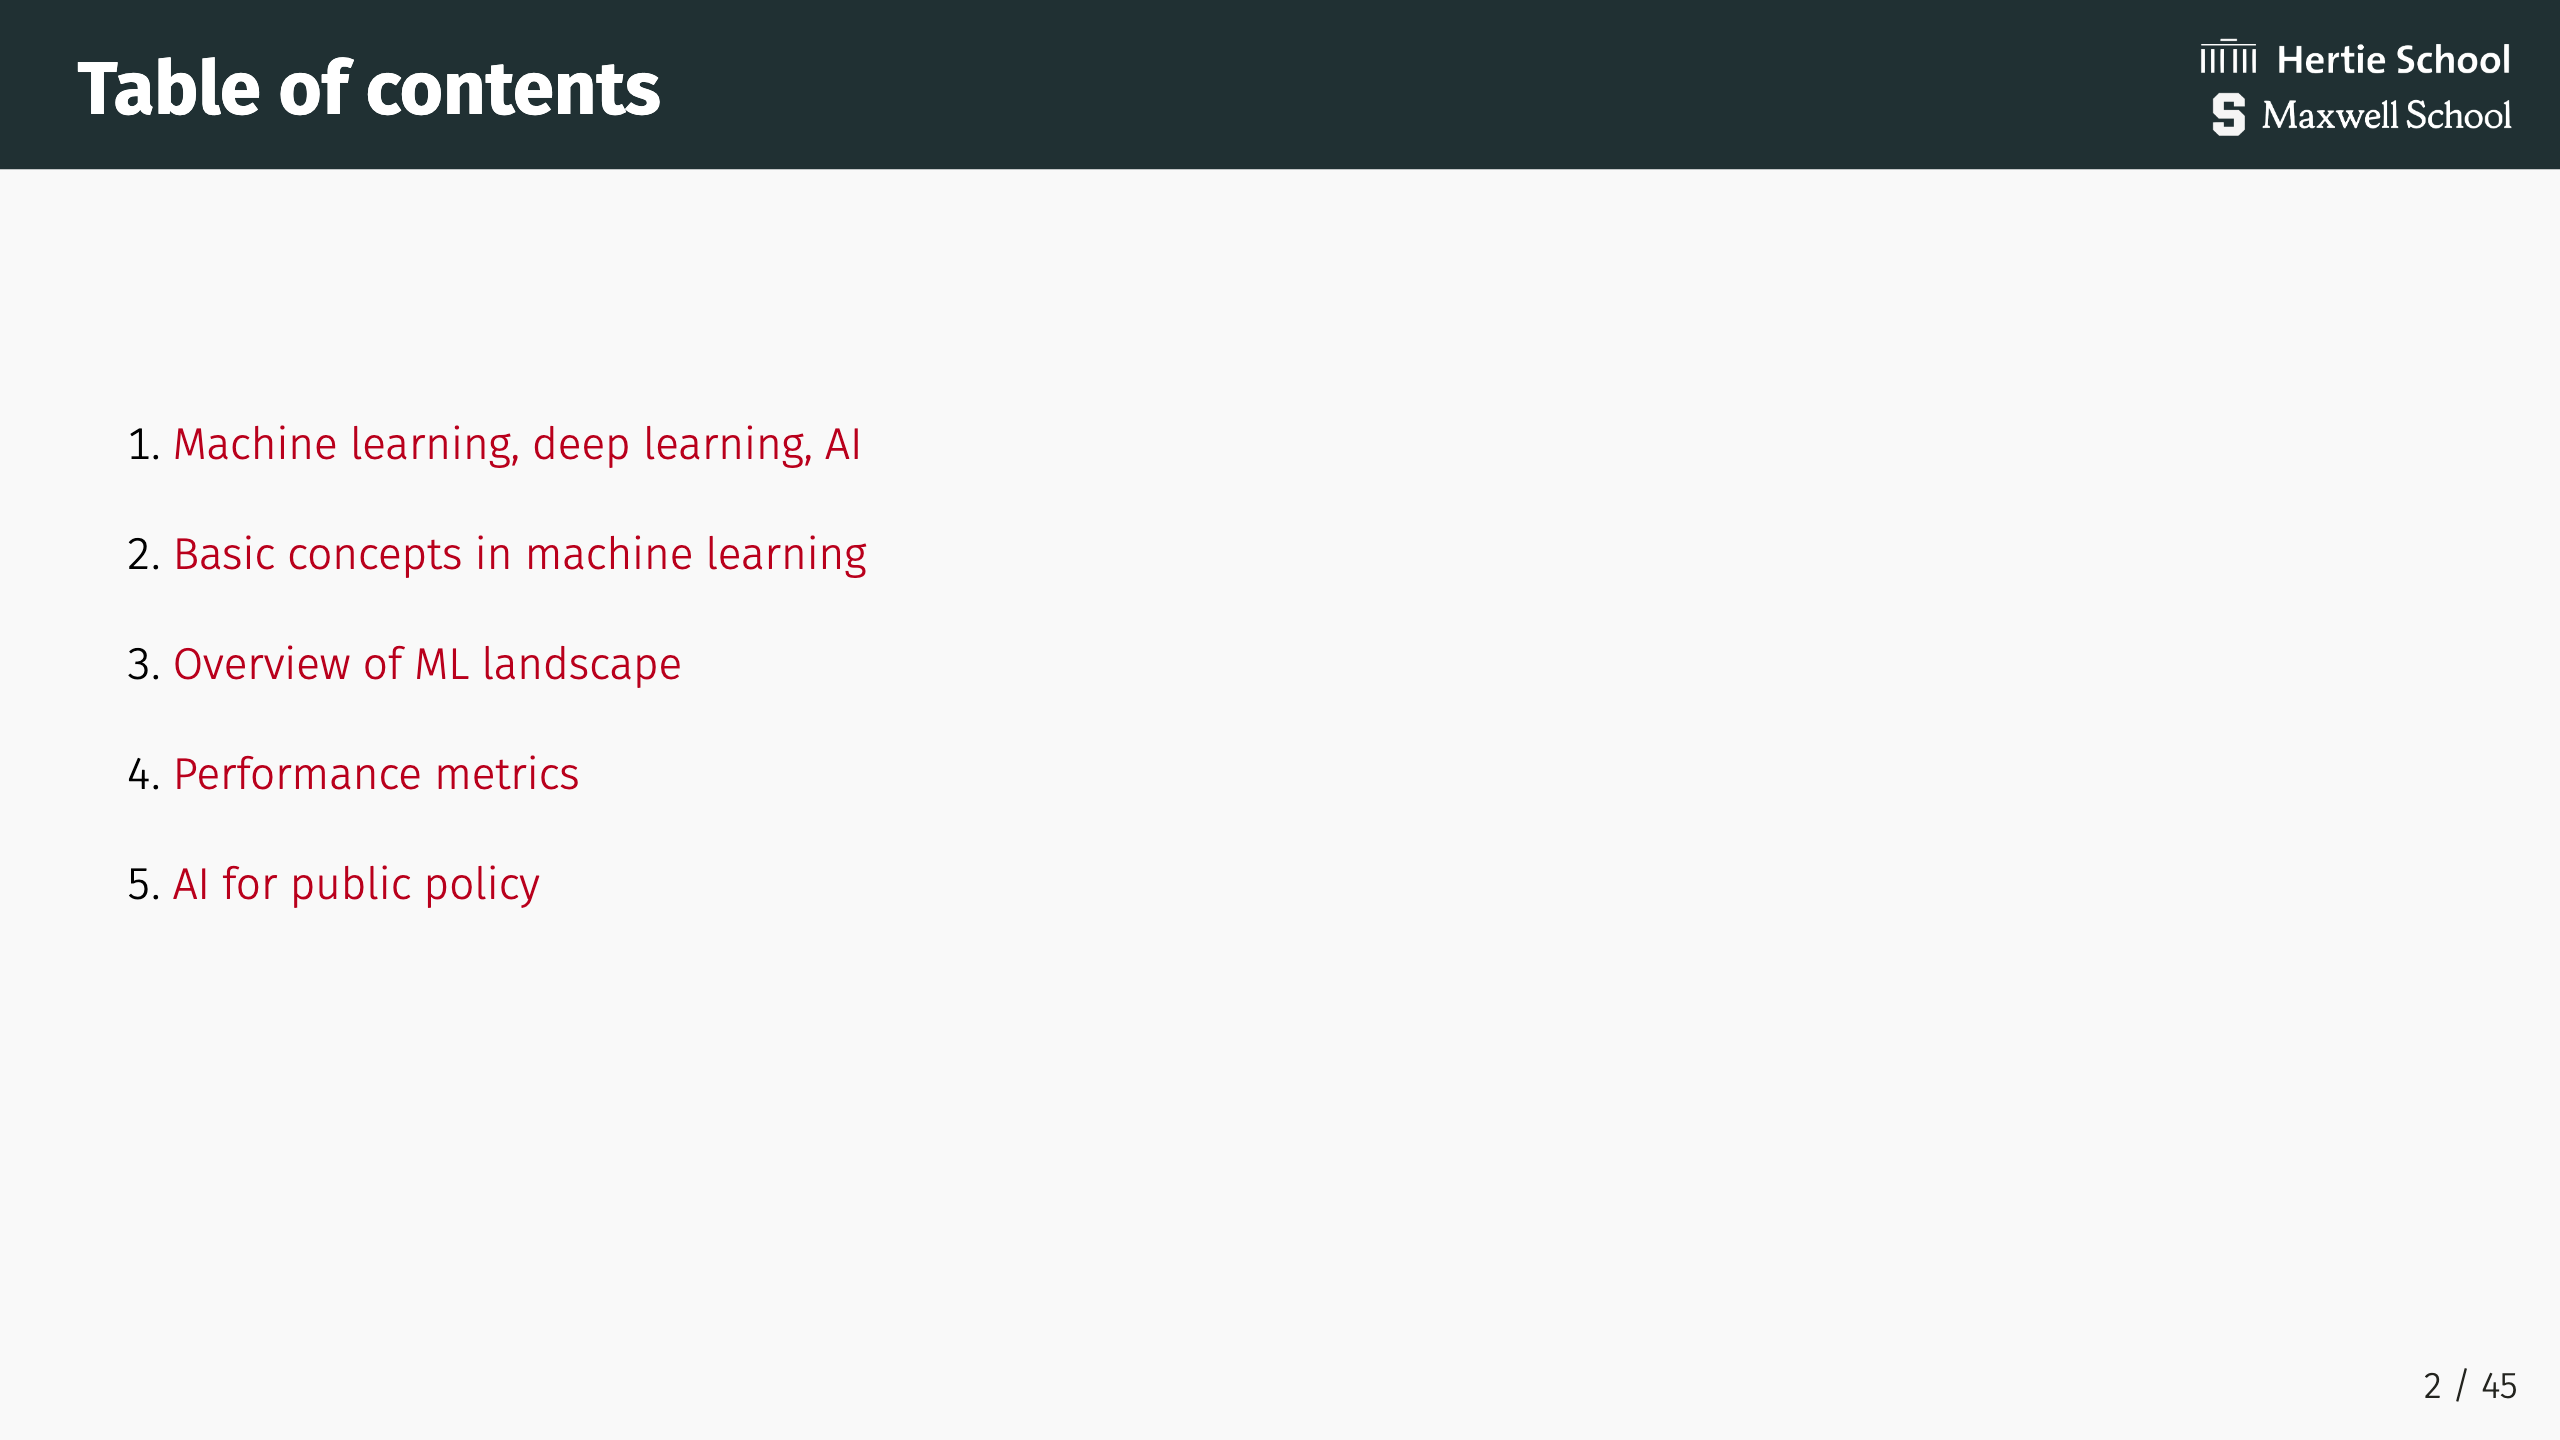 Table of contents
Hertie School
S Maxwell School
1. Machine learning, deep learning, AI
2. Basic concepts in machine learning
3. Overview of ML landscape
4. Performance metrics
5. AI for public policy
2 / 45